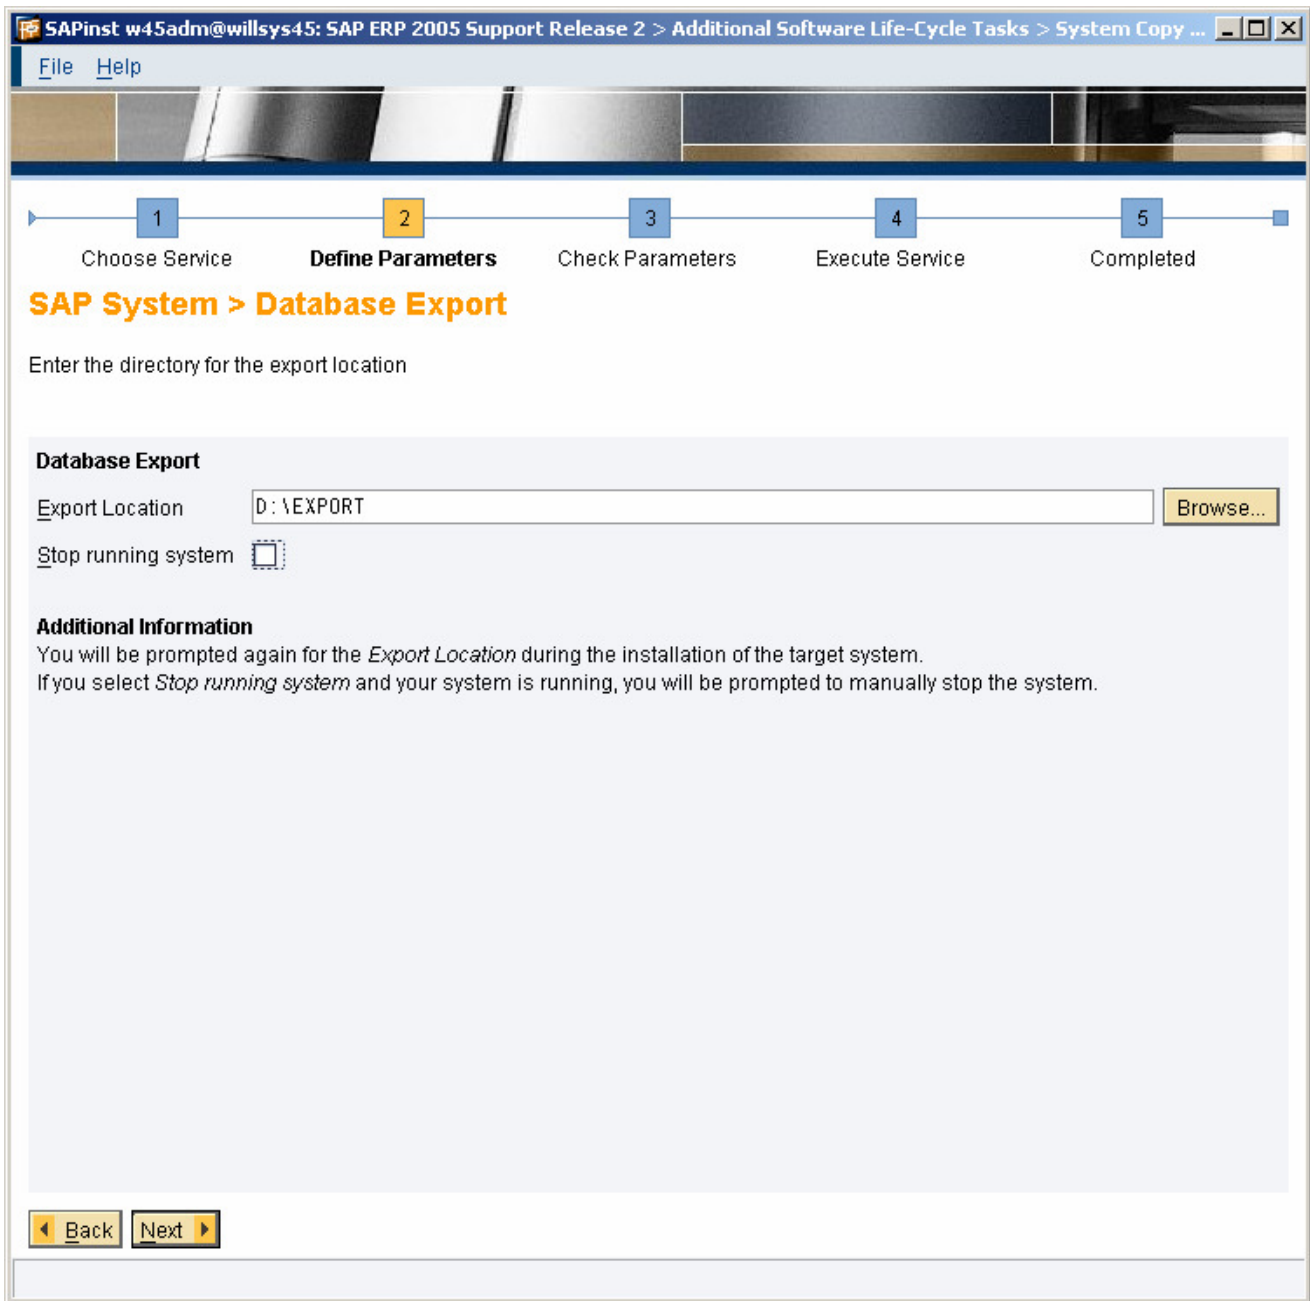 SAPinst w45adm@willsys45: SAP ERP 2005 Support Release 2 > Additional Software Life-Cycle Tasks > System Copy ...
File Help
1 2 3 4 5
Choose Service Define Parameters Check Parameters Execute Service Completed
SAP System > Database Export
Enter the directory for the export location
Database Export
Export Location D:\EXPORT Browse...
Stop running system
Additional Information
You will be prompted again for the Export Location during the installation of the target system.
If you select Stop running system and your system is running, you will be prompted to manually stop the system.
Back Next